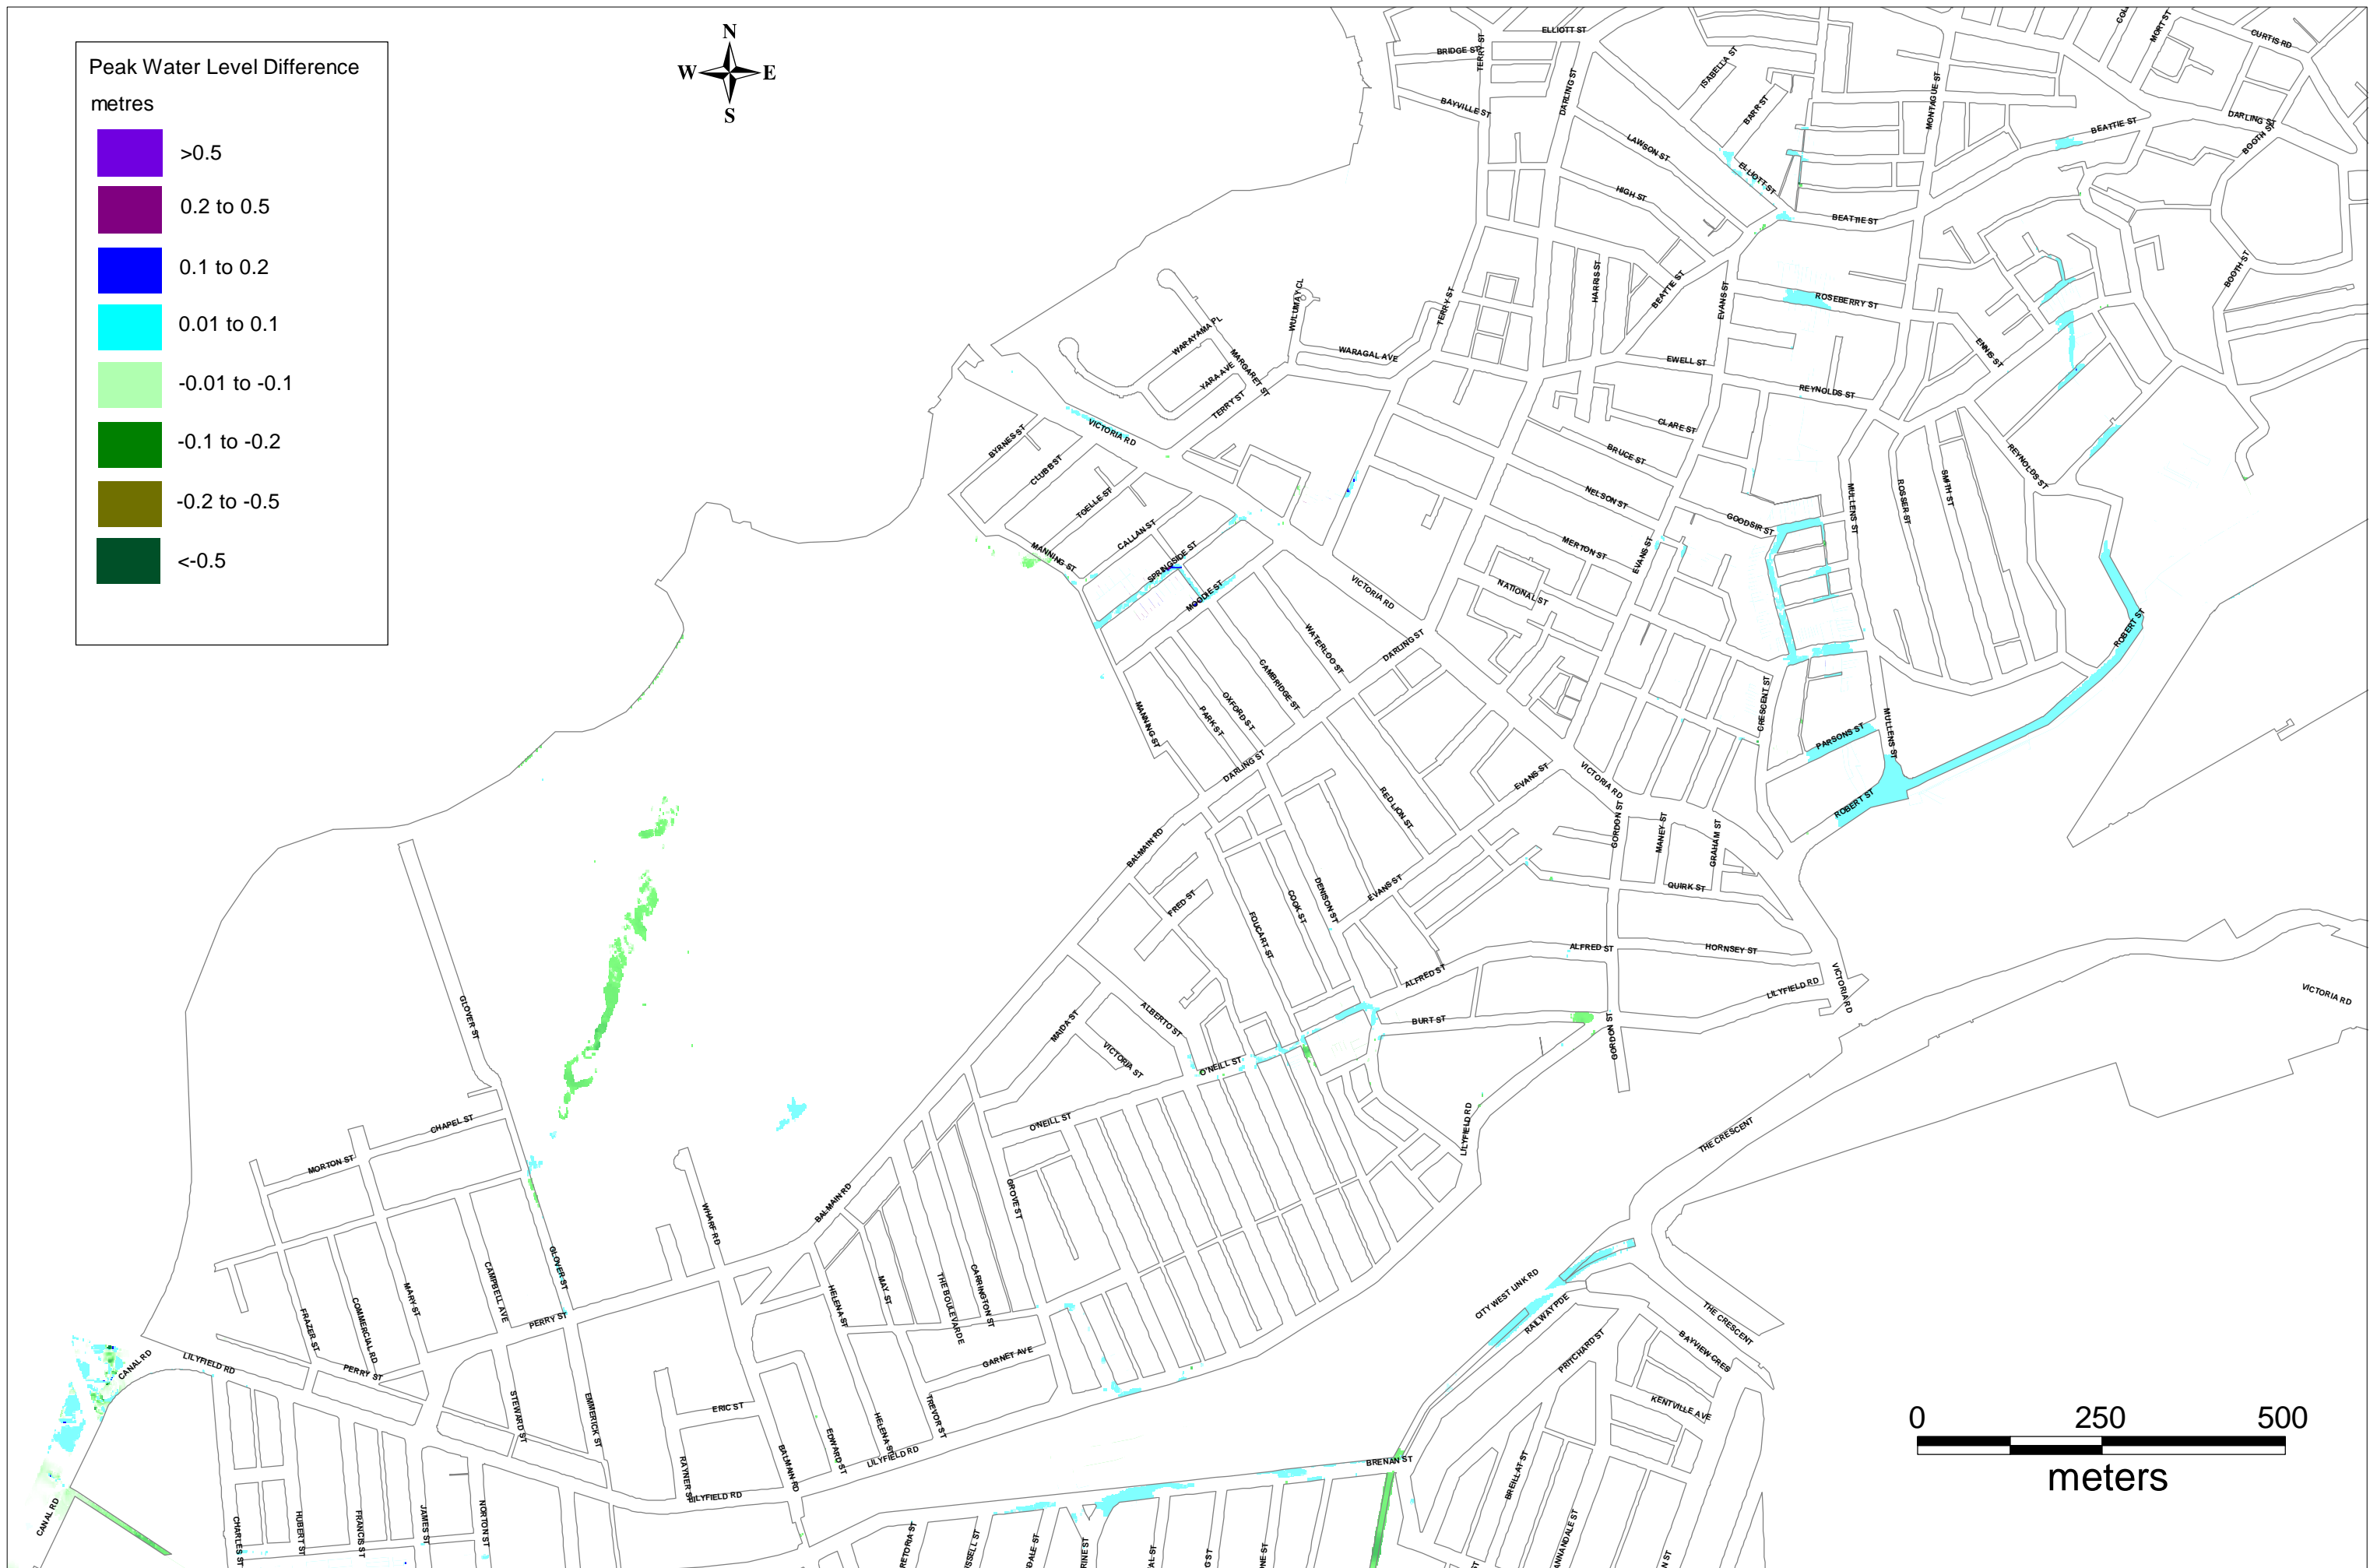 Peak Water Level Difference
metres
>0.5
0.2 to 0.5
0.1 to 0.2
0.01 to 0.1
-0.01 to -0.1
-0.1 to -0.2
-0.2 to -0.5
<-0.5
N
W E
S
ELLIOTT ST
BRIDGE ST
TERRY ST
BAYVILLE ST
DARLING ST
ISABELLA ST
BARR ST
MONTAGUE ST
MORT ST
CURTIS RD
DARLING ST
BOOTH ST
BEATTIE ST
LAWSON ST
ELLIOTT ST
HIGH ST
BEATTIE ST
HARRIS ST
BEATTIE ST
EVANS ST
ROSEBERRY ST
BOOTH ST
ENNIS ST
WULUMAY CL
TERRY ST
WARAYAMA PL
MARGARET ST
YARA AVE
WARAGAL AVE
TERRY ST
EWELL ST
REYNOLDS ST
CLARE ST
BRUCE ST
NELSON ST
GOODSIR ST
MULLENS ST
ROSSER ST
SMITH ST
REYNOLDS ST
VICTORIA RD
BYRNES ST
CLUBB ST
TOELLE ST
CALLAN ST
MANNING ST
SPRINGSIDE ST
MOODIE ST
MERTON ST
EVANS ST
NATIONAL ST
VICTORIA RD
DARLING ST
WATERLOO ST
CAMBRIDGE ST
OXFORD ST
PARK ST
MANNING ST
DARLING ST
ROBERT ST
CRESCENT ST
PARSONS ST
MULLENS ST
ROBERT ST
VICTORIA RD
EVANS ST
RED LION ST
GORDON ST
MANEY ST
GRAHAM ST
QUIRK ST
BALMAIN RD
FRED ST
FOUCART ST
COOK ST
DENISON ST
EVANS ST
ALFRED ST
HORNSEY ST
ALFRED ST
LILYFIELD RD
VICTORIA RD
VICTORIA RD
GLOVER ST
MAIDA ST
ALBERTO ST
VICTORIA ST
BURT ST
GORDON ST
O'NEILL ST
O'NEILL ST
LILYFIELD RD
THE CRESCENT
CHAPEL ST
MORTON ST
GROVE ST
BALMAIN RD
WHARF RD
GLOVER ST
CAMPBELL AVE
MARY ST
COMMERCIAL RD
FRAZER ST
PERRY ST
HELENA ST
MAY ST
THE BOULEVARDE
CARRINGTON ST
GARNET AVE
CITY WEST LINK RD
RAILWAY PDE
THE CRESCENT
PRITCHARD ST
BAYVIEW CRES
KENTVILLE AVE
CANAL RD
LILYFIELD RD
PERRY ST
STEWARD ST
EMMERICK ST
ERIC ST
RAYNER ST
BALMAIN RD
EDWARD ST
HELENA ST
TREVOR ST
LILYFIELD RD
LILYFIELD RD
BRENAN ST
BREILLAT ST
ANNANDALE ST
CANAL RD
CHARLES ST
HUBERT ST
FRANCIS ST
JAMES ST
NORTON ST
0 250 500
meters